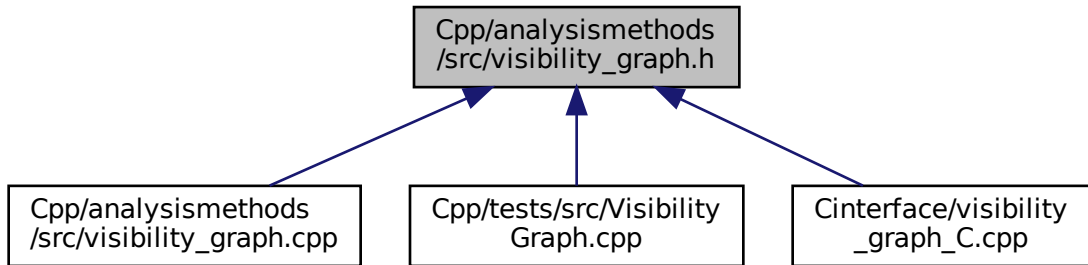 Cpp/analysismethods
/src/visibility_graph.h
Cpp/analysismethods
/src/visibility_graph.cpp
Cpp/tests/src/Visibility
Graph.cpp
Cinterface/visibility
_graph_C.cpp